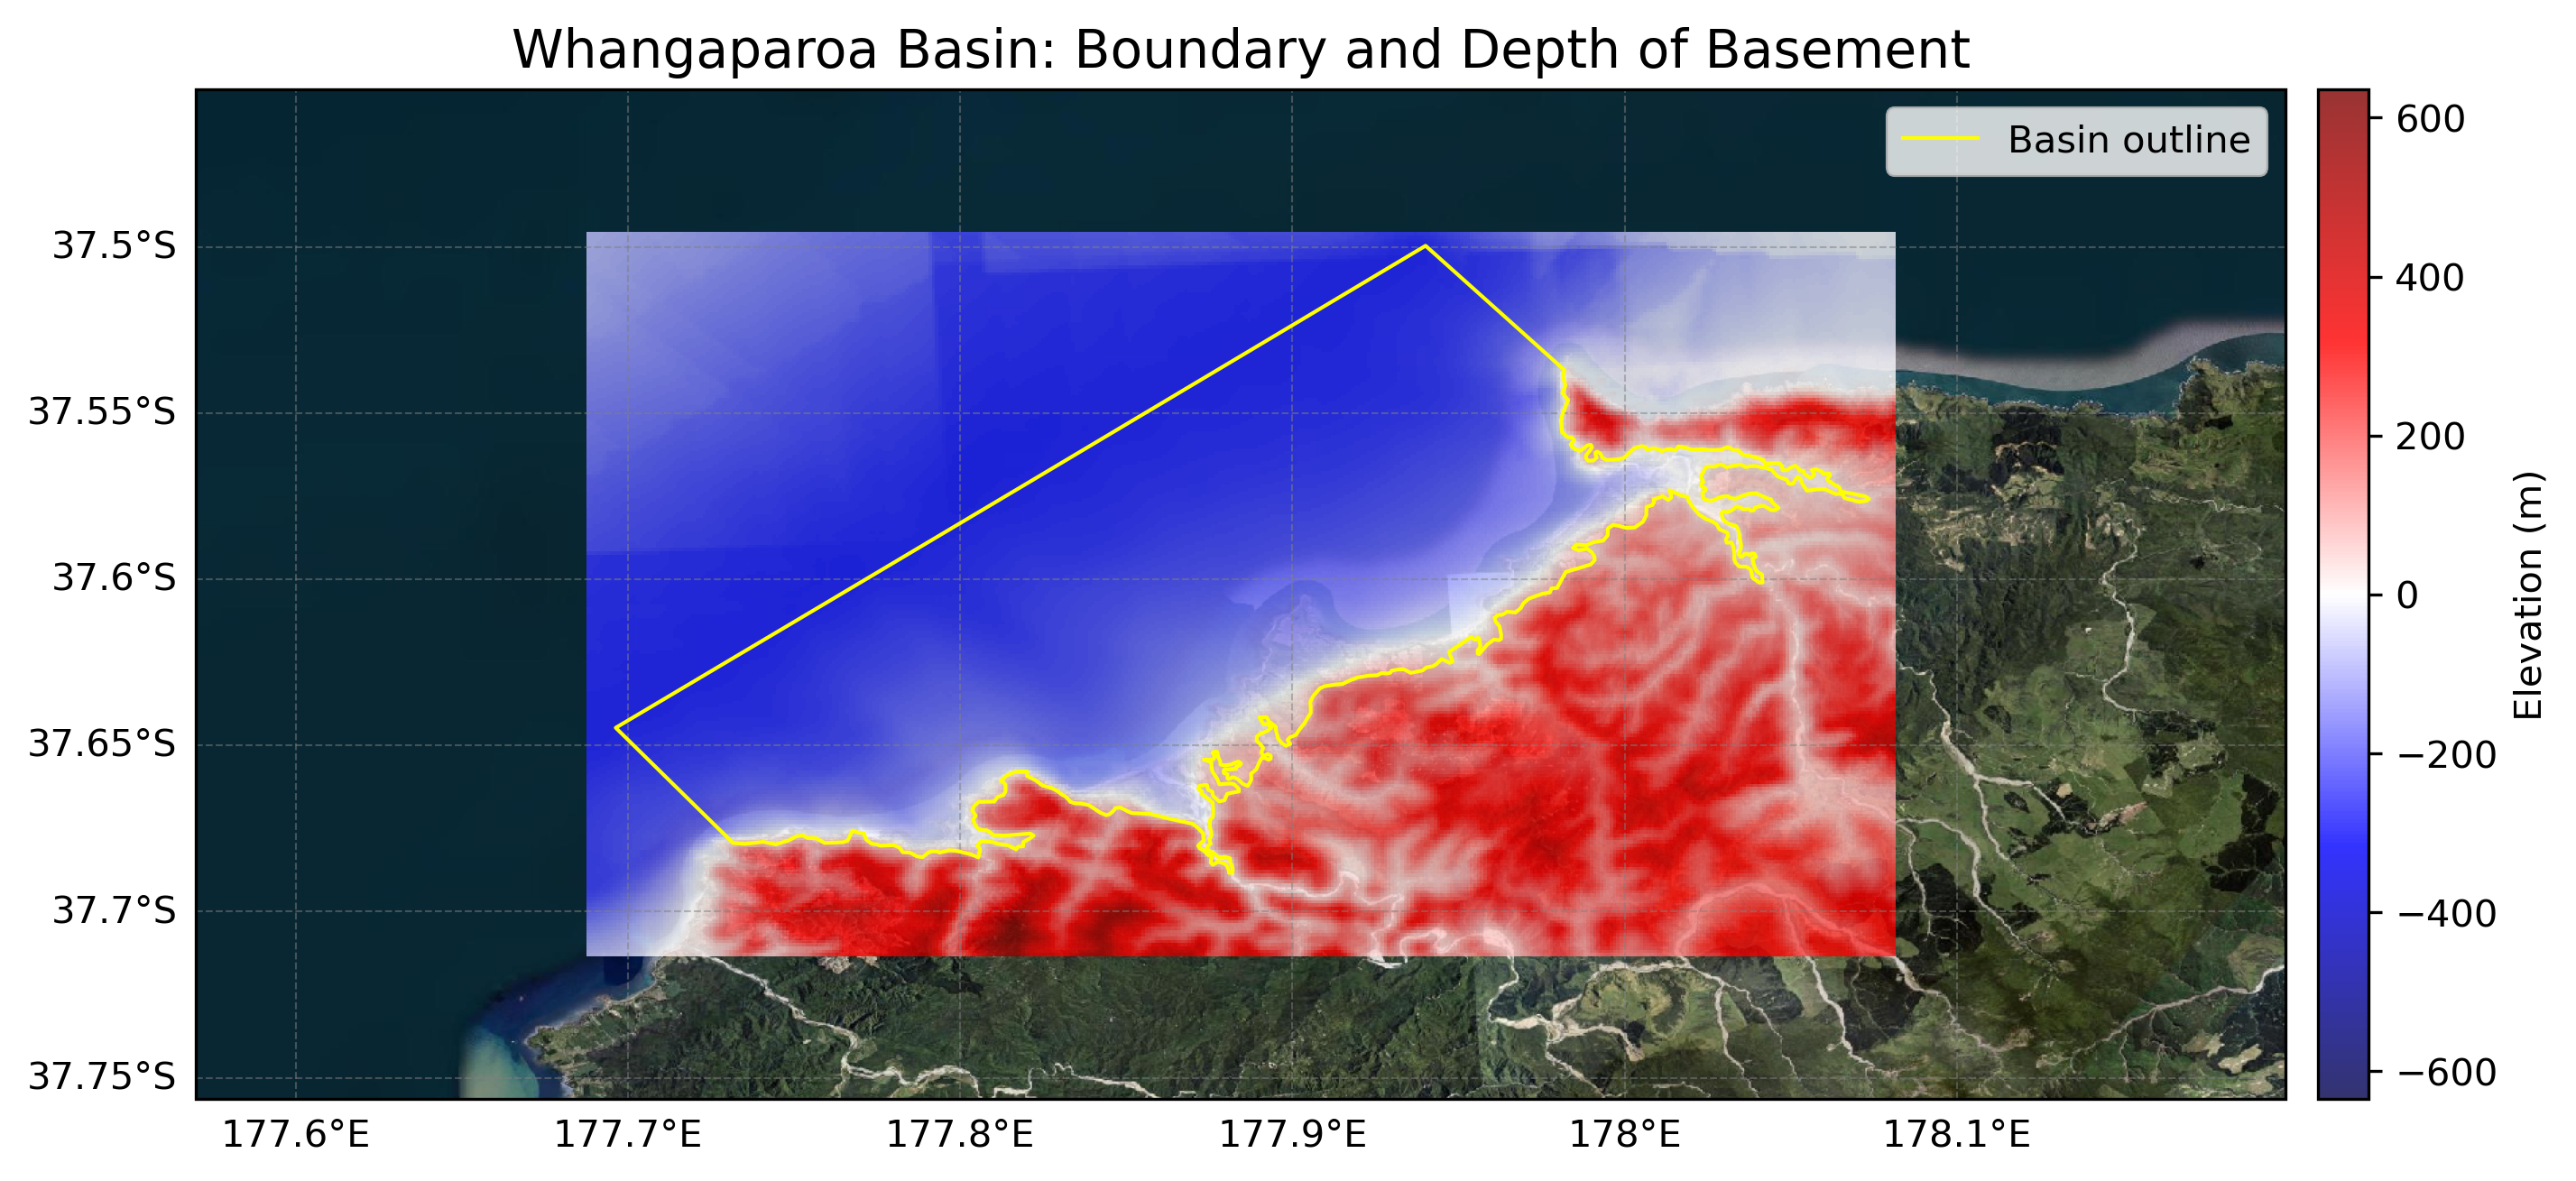 Whangaparoa Basin: Boundary and Depth of Basement
Basin outline
37.5°S
37.55°S
37.6°S
37.65°S
37.7°S
37.75°S
177.6°E
177.7°E
177.8°E
177.9°E
178°E
178.1°E
600
400
200
0
−200
−400
−600
Elevation (m)